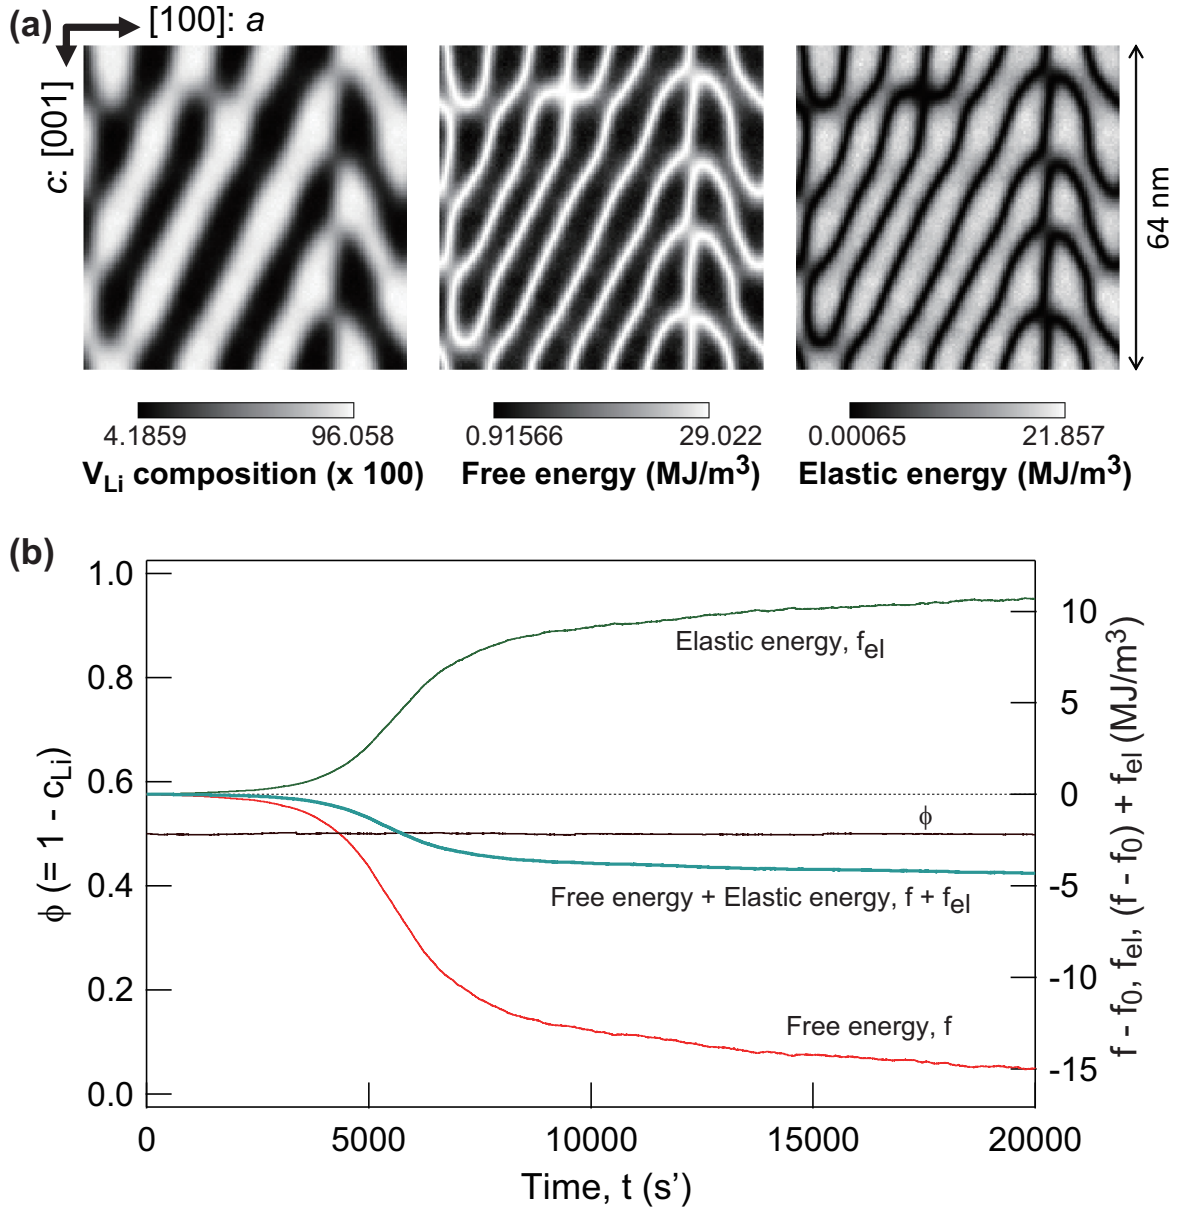 (a)
[100]: a
c: [001]
64 nm
4.1859 96.058
V_Li composition (x 100)
0.91566 29.022
Free energy (MJ/m³)
0.00065 21.857
Elastic energy (MJ/m³)
(b)
1.0
0.8
0.6
0.4
0.2
0.0
ϕ (= 1 - c_Li)
Elastic energy, f_el
ϕ
Free energy + Elastic energy, f + f_el
Free energy, f
10
5
0
-5
-10
-15
f - f_0, f_el, (f - f_0) + f_el (MJ/m³)
0 5000 10000 15000 20000
Time, t (s')